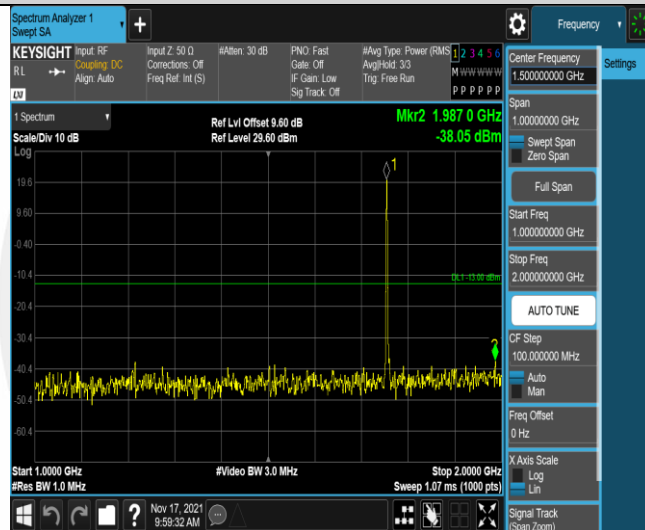 Spectrum Analyzer 1
Swept SA
Frequency
KEYSIGHT
RL
LXI
Input: RF
Coupling: DC
Align: Auto
Input Z: 50 Ω
Corrections: Off
Freq Ref: Int (S)
#Atten: 30 dB
PNO: Fast
Gate: Off
IF Gain: Low
Sig Track: Off
#Avg Type: Power (RMS
Avg|Hold: 3/3
Trig: Free Run
1 2 3 4 5 6
M W W W W W
P P P P P P
1 Spectrum
Scale/Div 10 dB
Log
Ref Lvl Offset 9.60 dB
Ref Level 29.60 dBm
Mkr2 1.987 0 GHz
-38.05 dBm
19.6
9.60
-0.40
-10.4
-20.4
-30.4
-40.4
-50.4
-60.4
1
DL1 -13.00 dBm
2
Start 1.0000 GHz
#Res BW 1.0 MHz
#Video BW 3.0 MHz
Stop 2.0000 GHz
Sweep 1.07 ms (1000 pts)
Nov 17, 2021
9:59:32 AM
Center Frequency
1.500000000 GHz
Settings
Span
1.00000000 GHz
Swept Span
Zero Span
Full Span
Start Freq
1.000000000 GHz
Stop Freq
2.000000000 GHz
AUTO TUNE
CF Step
100.000000 MHz
Auto
Man
Freq Offset
0 Hz
X Axis Scale
Log
Lin
Signal Track
(Span Zoom)